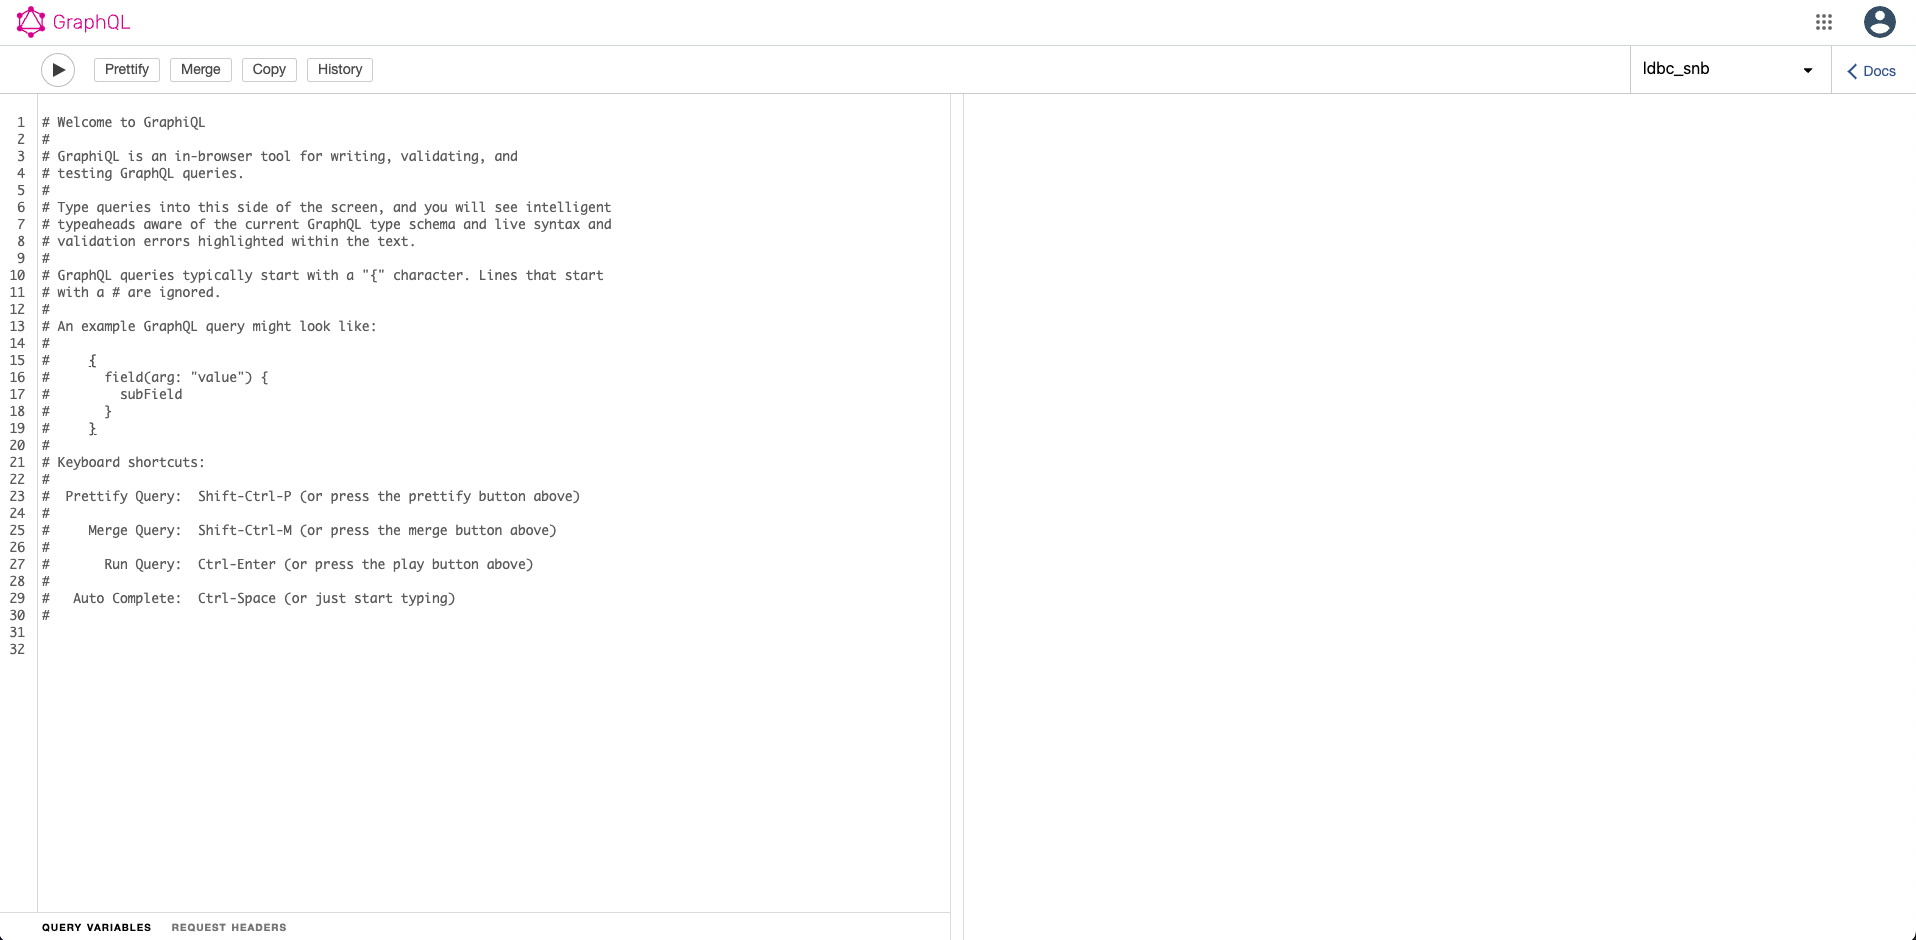 GraphQL
Prettify Merge Copy History ldbc_snb Docs
1 # Welcome to GraphiQL
2 #
3 # GraphiQL is an in-browser tool for writing, validating, and
4 # testing GraphQL queries.
5 #
6 # Type queries into this side of the screen, and you will see intelligent
7 # typeaheads aware of the current GraphQL type schema and live syntax and
8 # validation errors highlighted within the text.
9 #
10 # GraphQL queries typically start with a "{" character. Lines that start
11 # with a # are ignored.
12 #
13 # An example GraphQL query might look like:
14 #
15 #     {
16 #       field(arg: "value") {
17 #         subField
18 #       }
19 #     }
20 #
21 # Keyboard shortcuts:
22 #
23 #  Prettify Query:  Shift-Ctrl-P (or press the prettify button above)
24 #
25 #     Merge Query:  Shift-Ctrl-M (or press the merge button above)
26 #
27 #       Run Query:  Ctrl-Enter (or press the play button above)
28 #
29 #   Auto Complete:  Ctrl-Space (or just start typing)
30 #
31
32
QUERY VARIABLES REQUEST HEADERS